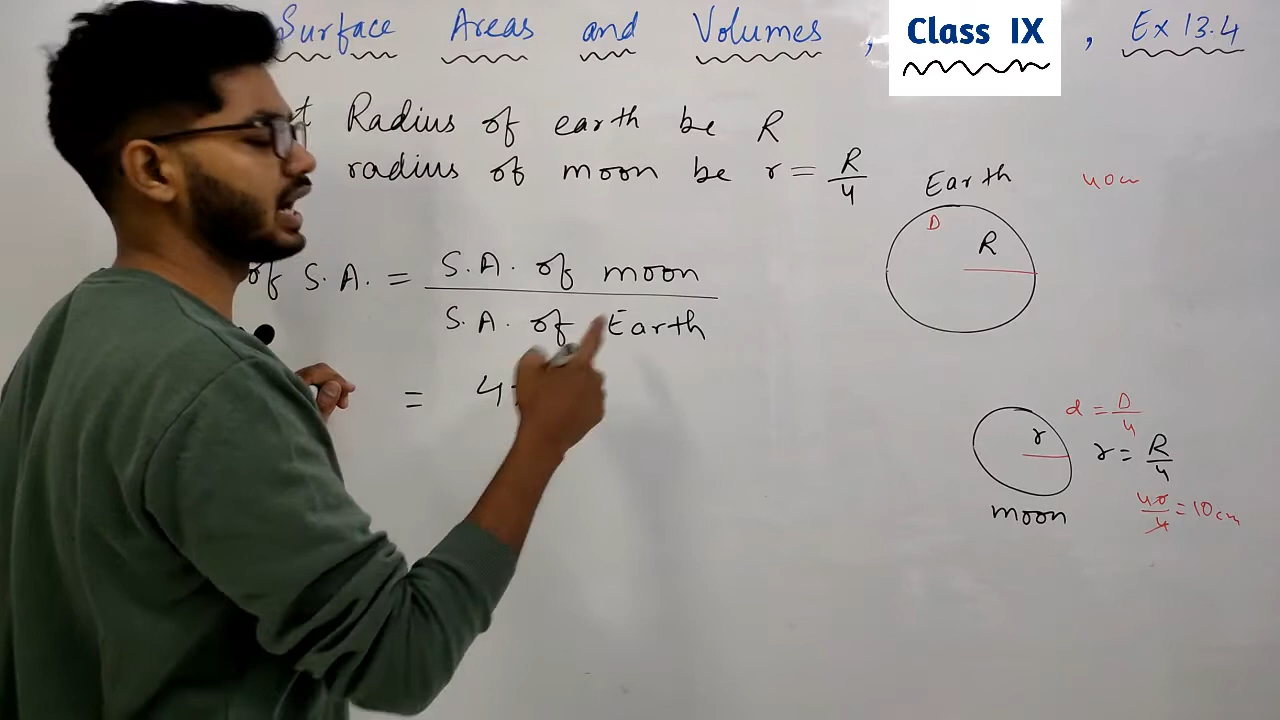 Surface Areas and Volumes , Class IX , Ex 13.4
Radius of earth be R
radius of moon be r = R/4
Earth 40cm
D
R
of S.A. = S.A. of moon / S.A. of Earth
= 4
d = D/4
r
r = R/4
moon
40/4 = 10cm